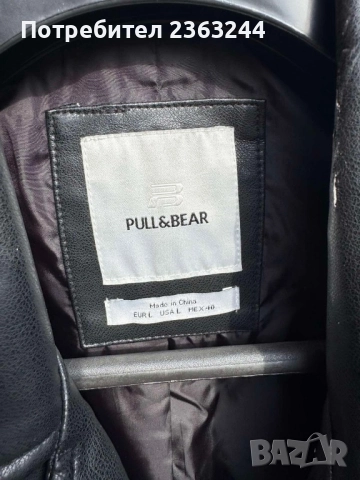 Потребител 2363244
PULL&BEAR
Made in China
EUR L USA L MEX 40
BAZAR